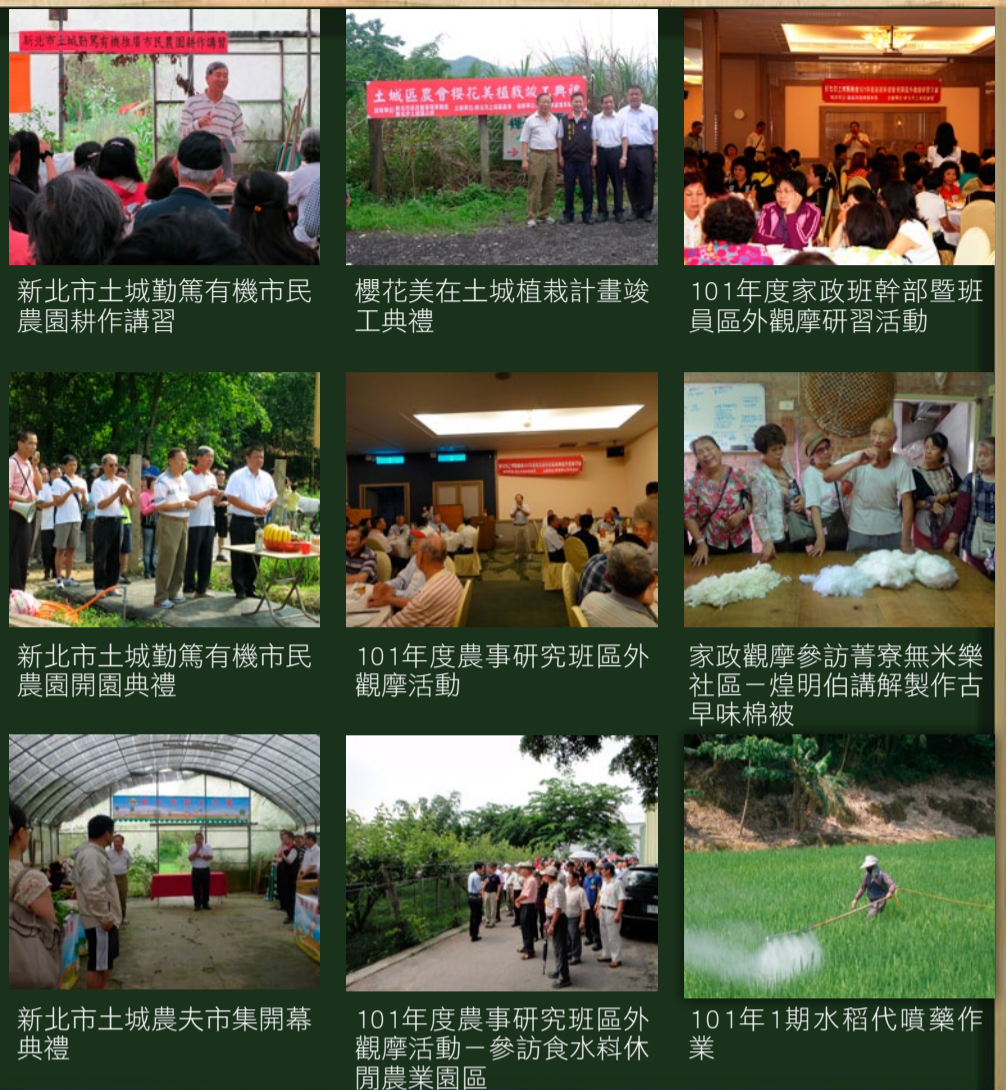 新北市土城勤篤有機推廣市民農園耕作講習
土城區農會櫻花美植栽竣工典禮
新北市土城勤篤有機市民
農園耕作講習
櫻花美在土城植栽計畫竣
工典禮
101年度家政班幹部暨班
員區外觀摩研習活動
新北市土城勤篤有機市民
農園開園典禮
101年度農事研究班區外
觀摩活動
家政觀摩參訪菁寮無米樂
社區－煌明伯講解製作古
早味棉被
新北市土城農夫市集開幕
典禮
101年度農事研究班區外
觀摩活動－參訪食水嵙休
閒農業園區
101年1期水稻代噴藥作
業